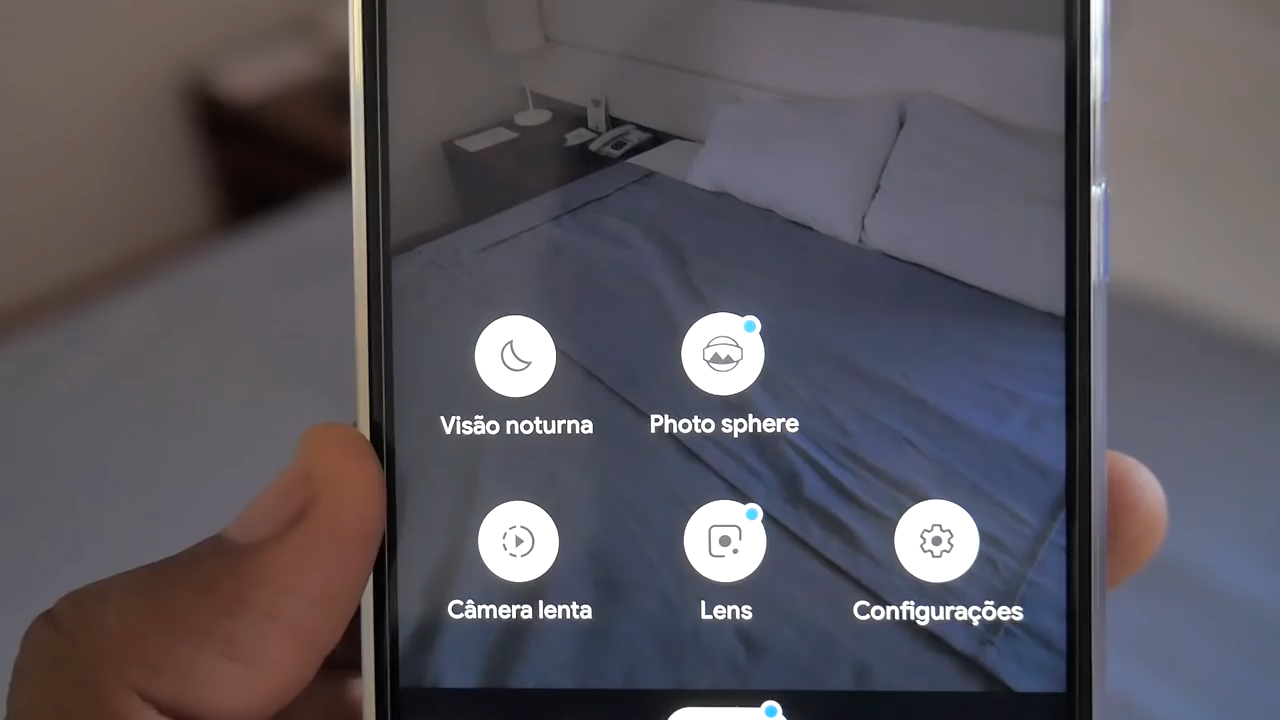 Visão noturna
Photo sphere
Câmera lenta
Lens
Configurações